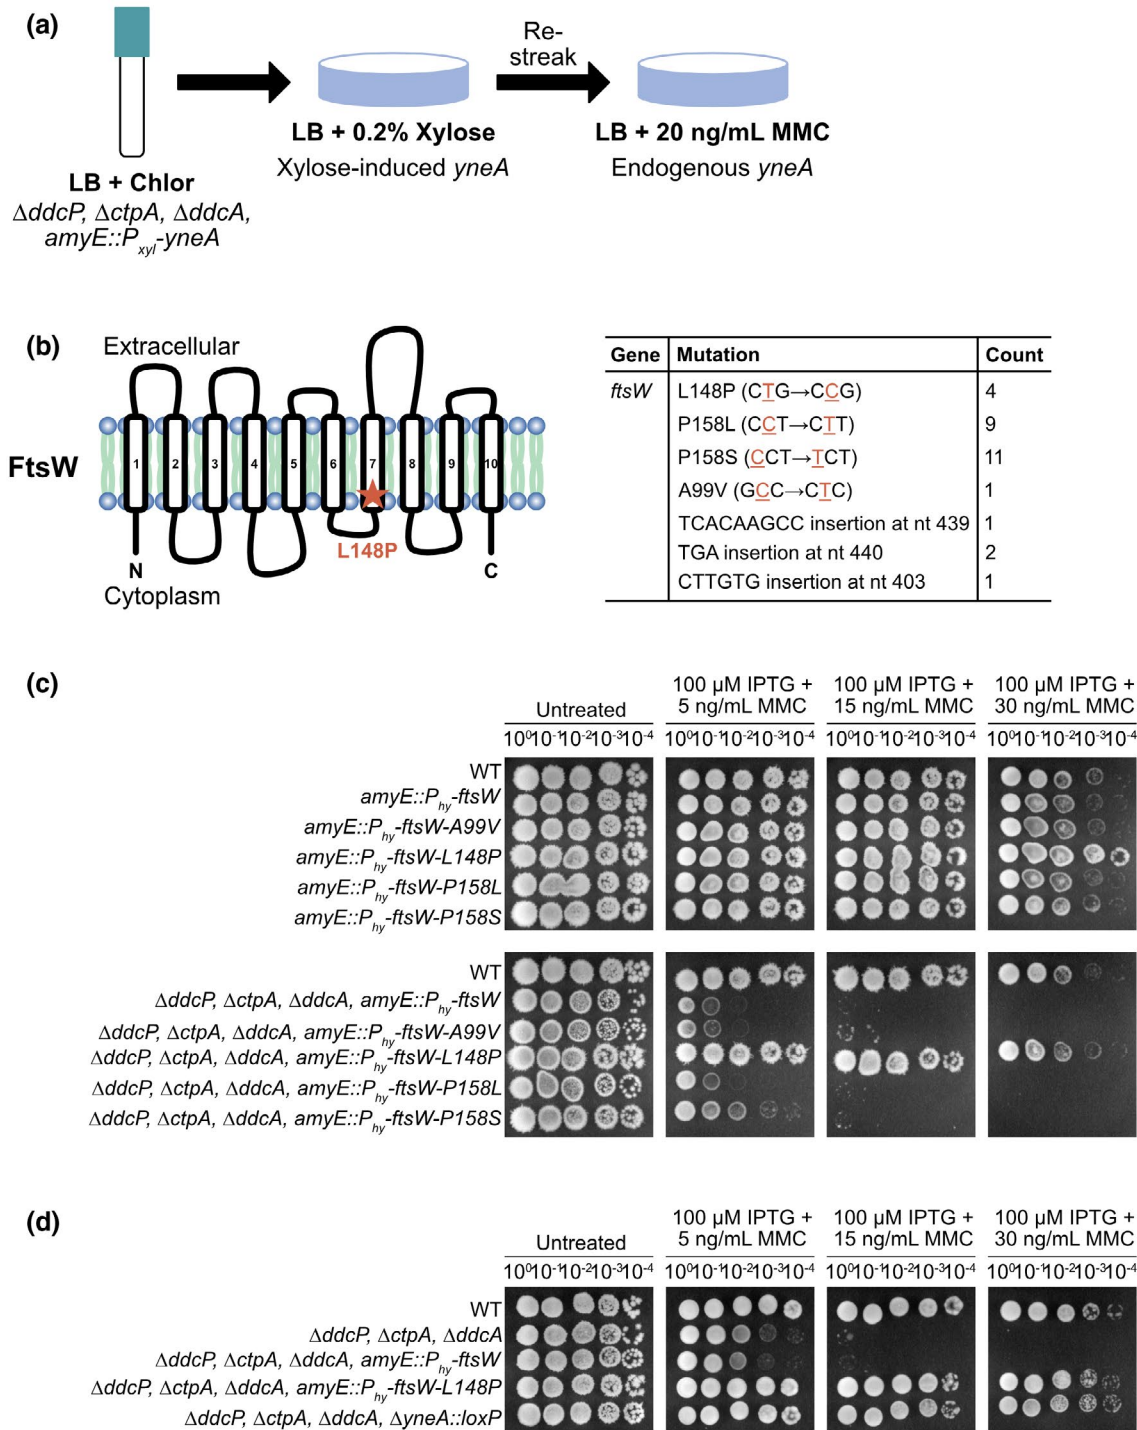 (a)
Re-
streak
LB + 0.2% Xylose
LB + 20 ng/mL MMC
Xylose-induced yneA
Endogenous yneA
LB + Chlor
ΔddcP, ΔctpA, ΔddcA,
amyE::Pxyl-yneA
(b)
Extracellular
FtsW
1 2 3 4 5 6 7 8 9 10
L148P
N
C
Cytoplasm
Gene Mutation Count
ftsW L148P (CTG→CCG) 4
P158L (CCT→CTT) 9
P158S (CCT→TCT) 11
A99V (GCC→CTC) 1
TCACAAGCC insertion at nt 439 1
TGA insertion at nt 440 2
CTTGTG insertion at nt 403 1
(c)
Untreated
100 µM IPTG +
5 ng/mL MMC
100 µM IPTG +
15 ng/mL MMC
100 µM IPTG +
30 ng/mL MMC
10⁰10⁻¹10⁻²10⁻³10⁻⁴ 10⁰10⁻¹10⁻²10⁻³10⁻⁴ 10⁰10⁻¹10⁻²10⁻³10⁻⁴ 10⁰10⁻¹10⁻²10⁻³10⁻⁴
WT
amyE::Phy-ftsW
amyE::Phy-ftsW-A99V
amyE::Phy-ftsW-L148P
amyE::Phy-ftsW-P158L
amyE::Phy-ftsW-P158S
WT
ΔddcP, ΔctpA, ΔddcA, amyE::Phy-ftsW
ΔddcP, ΔctpA, ΔddcA, amyE::Phy-ftsW-A99V
ΔddcP, ΔctpA, ΔddcA, amyE::Phy-ftsW-L148P
ΔddcP, ΔctpA, ΔddcA, amyE::Phy-ftsW-P158L
ΔddcP, ΔctpA, ΔddcA, amyE::Phy-ftsW-P158S
(d)
Untreated
100 µM IPTG +
5 ng/mL MMC
100 µM IPTG +
15 ng/mL MMC
100 µM IPTG +
30 ng/mL MMC
10⁰10⁻¹10⁻²10⁻³10⁻⁴ 10⁰10⁻¹10⁻²10⁻³10⁻⁴ 10⁰10⁻¹10⁻²10⁻³10⁻⁴ 10⁰10⁻¹10⁻²10⁻³10⁻⁴
WT
ΔddcP, ΔctpA, ΔddcA
ΔddcP, ΔctpA, ΔddcA, amyE::Phy-ftsW
ΔddcP, ΔctpA, ΔddcA, amyE::Phy-ftsW-L148P
ΔddcP, ΔctpA, ΔddcA, ΔyneA::loxP